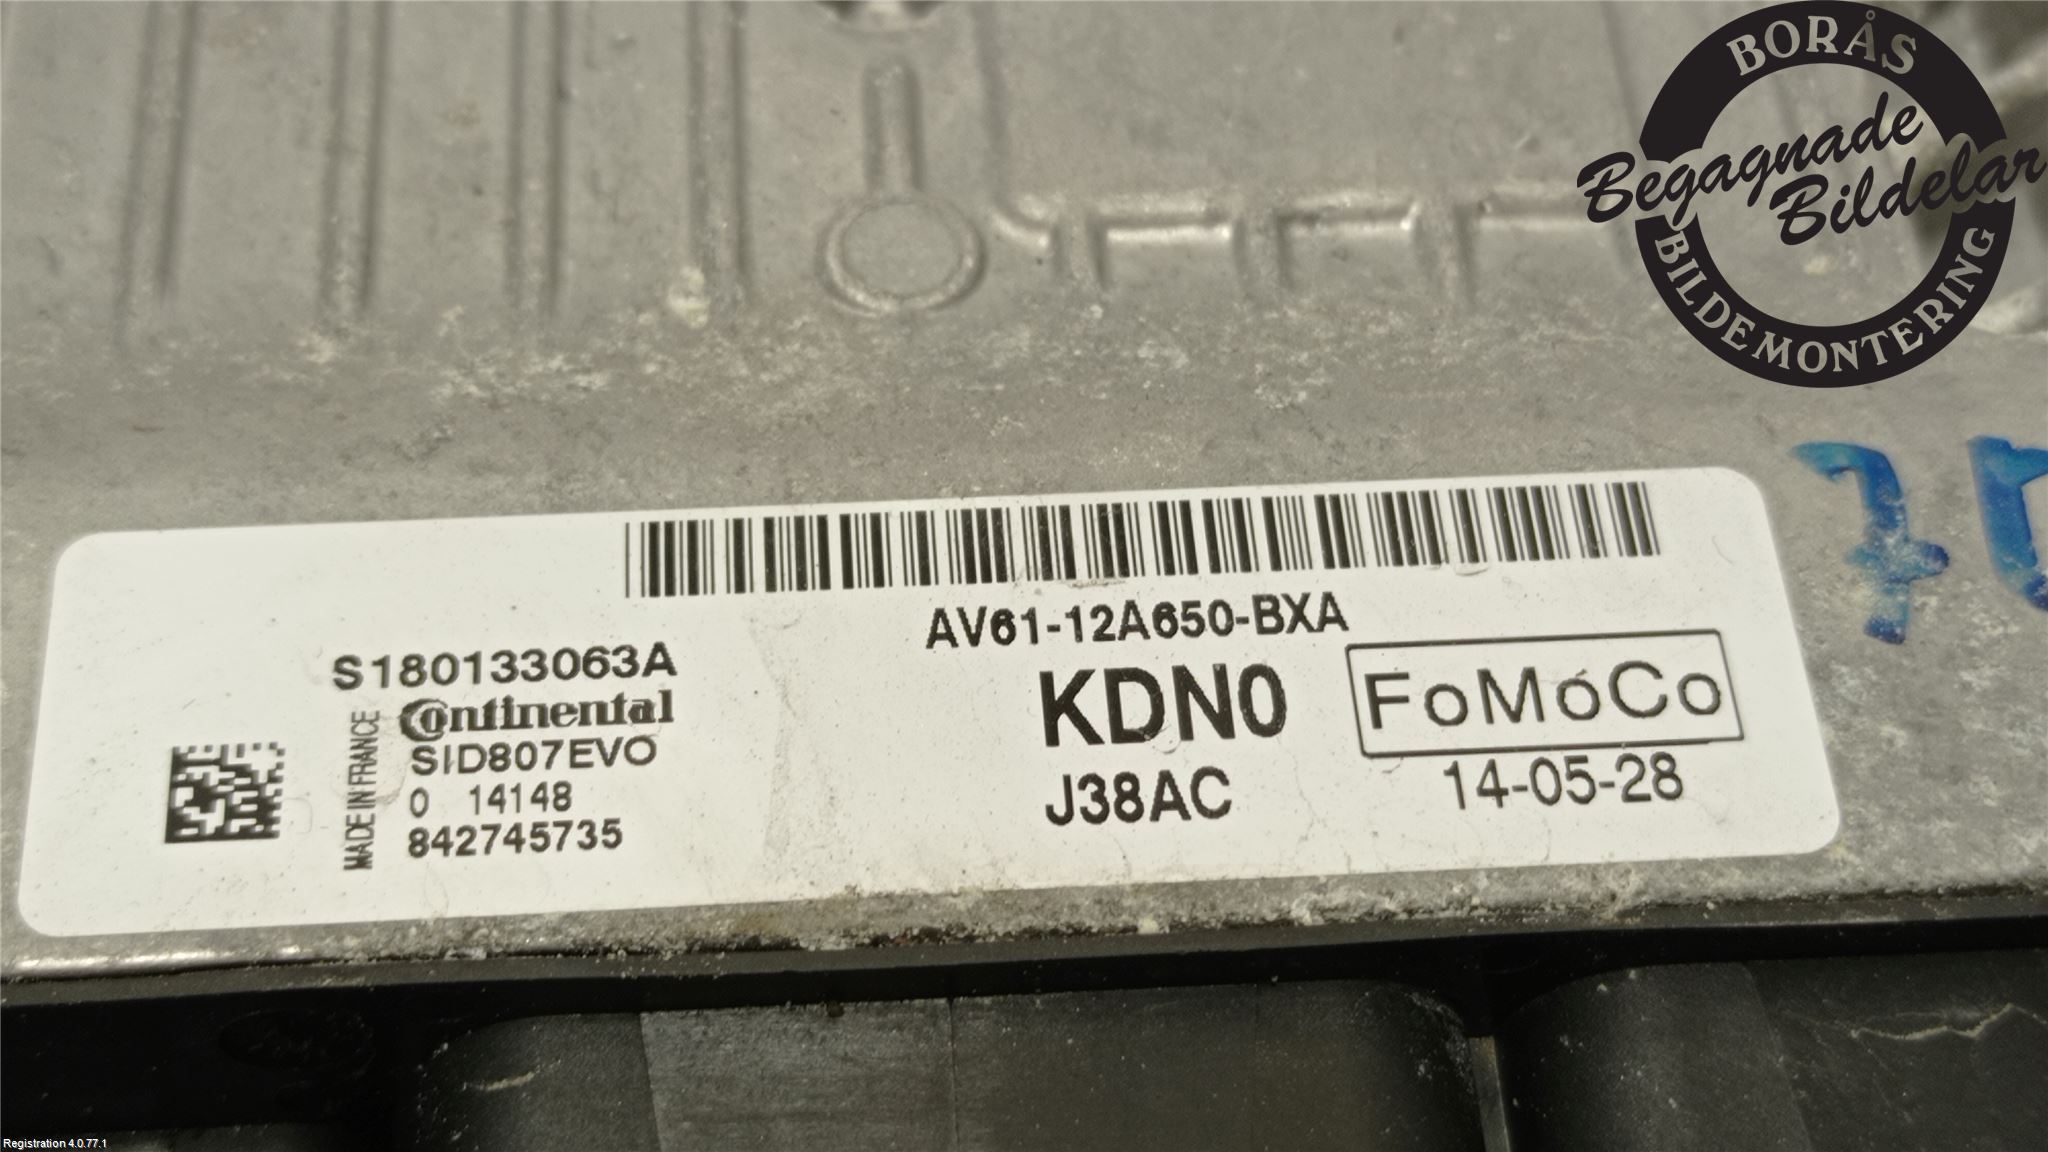 BORÅS
Begagnade
Bildelar
BILDEMONTERING
AV61-12A650-BXA
S180133063A
Continental
SID807EVO
0 14148
842745735
MADE IN FRANCE
KDN0
J38AC
FoMoCo
14-05-28
Registration 4.0.77.1